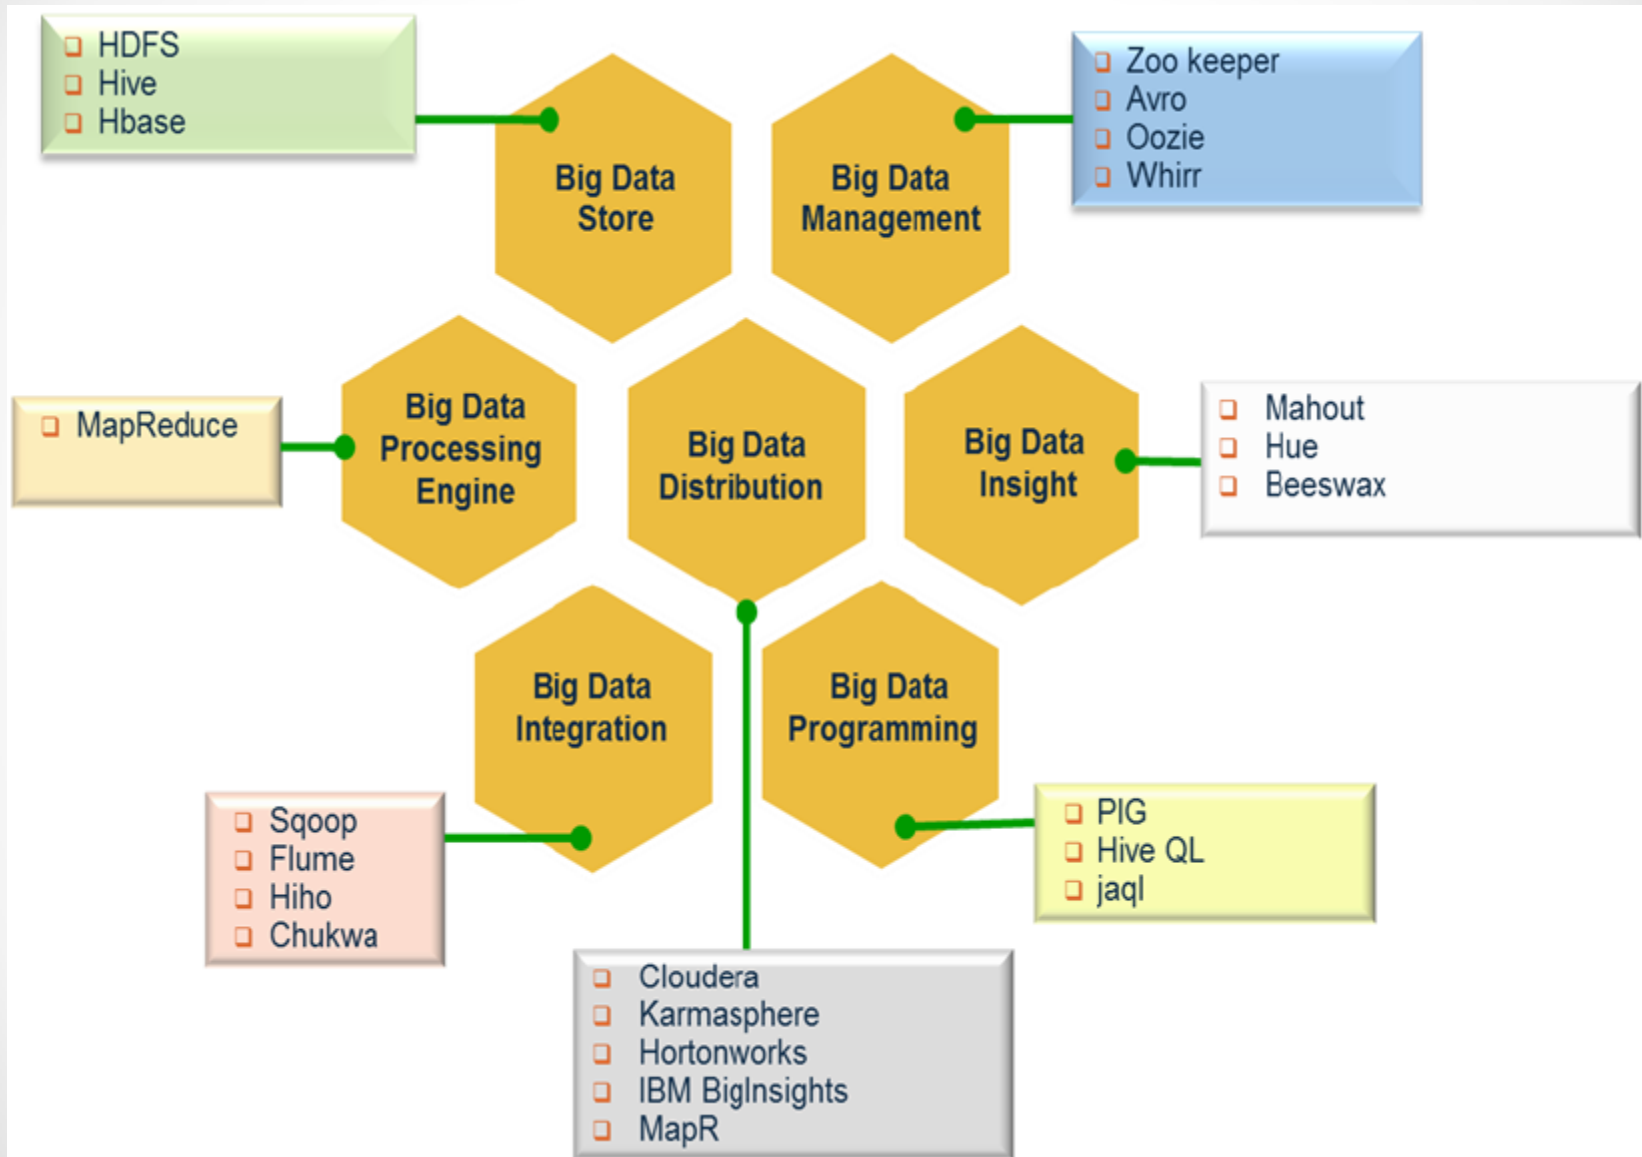 HDFS
Hive
Hbase
Zoo keeper
Avro
Oozie
Whirr
Big Data
Store
Big Data
Management
MapReduce
Big Data
Processing
Engine
Big Data
Distribution
Big Data
Insight
Mahout
Hue
Beeswax
Big Data
Integration
Big Data
Programming
Sqoop
Flume
Hiho
Chukwa
PIG
Hive QL
jaql
Cloudera
Karmasphere
Hortonworks
IBM BigInsights
MapR